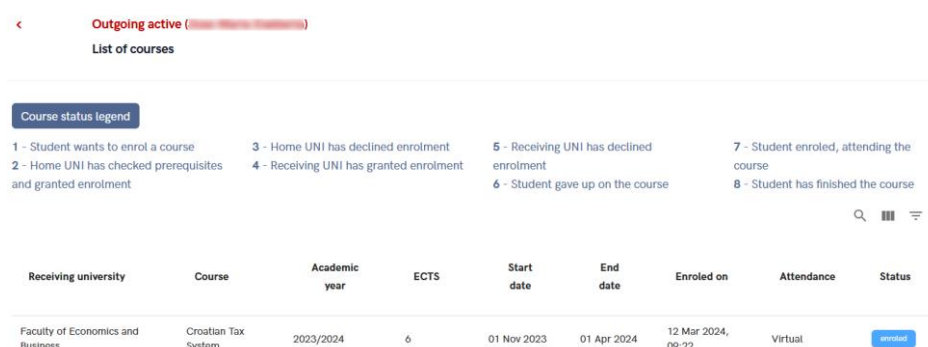 Outgoing active ( )
List of courses
Course status legend
1 - Student wants to enrol a course
2 - Home UNI has checked prerequisites
and granted enrolment
3 - Home UNI has declined enrolment
4 - Receiving UNI has granted enrolment
5 - Receiving UNI has declined
enrolment
6 - Student gave up on the course
7 - Student enroled, attending the
course
8 - Student has finished the course
Receiving university
Course
Academic
year
ECTS
Start
date
End
date
Enroled on
Attendance
Status
Faculty of Economics and
Business
Croatian Tax
System
2023/2024
6
01 Nov 2023
01 Apr 2024
12 Mar 2024,
09:22
Virtual
enroled